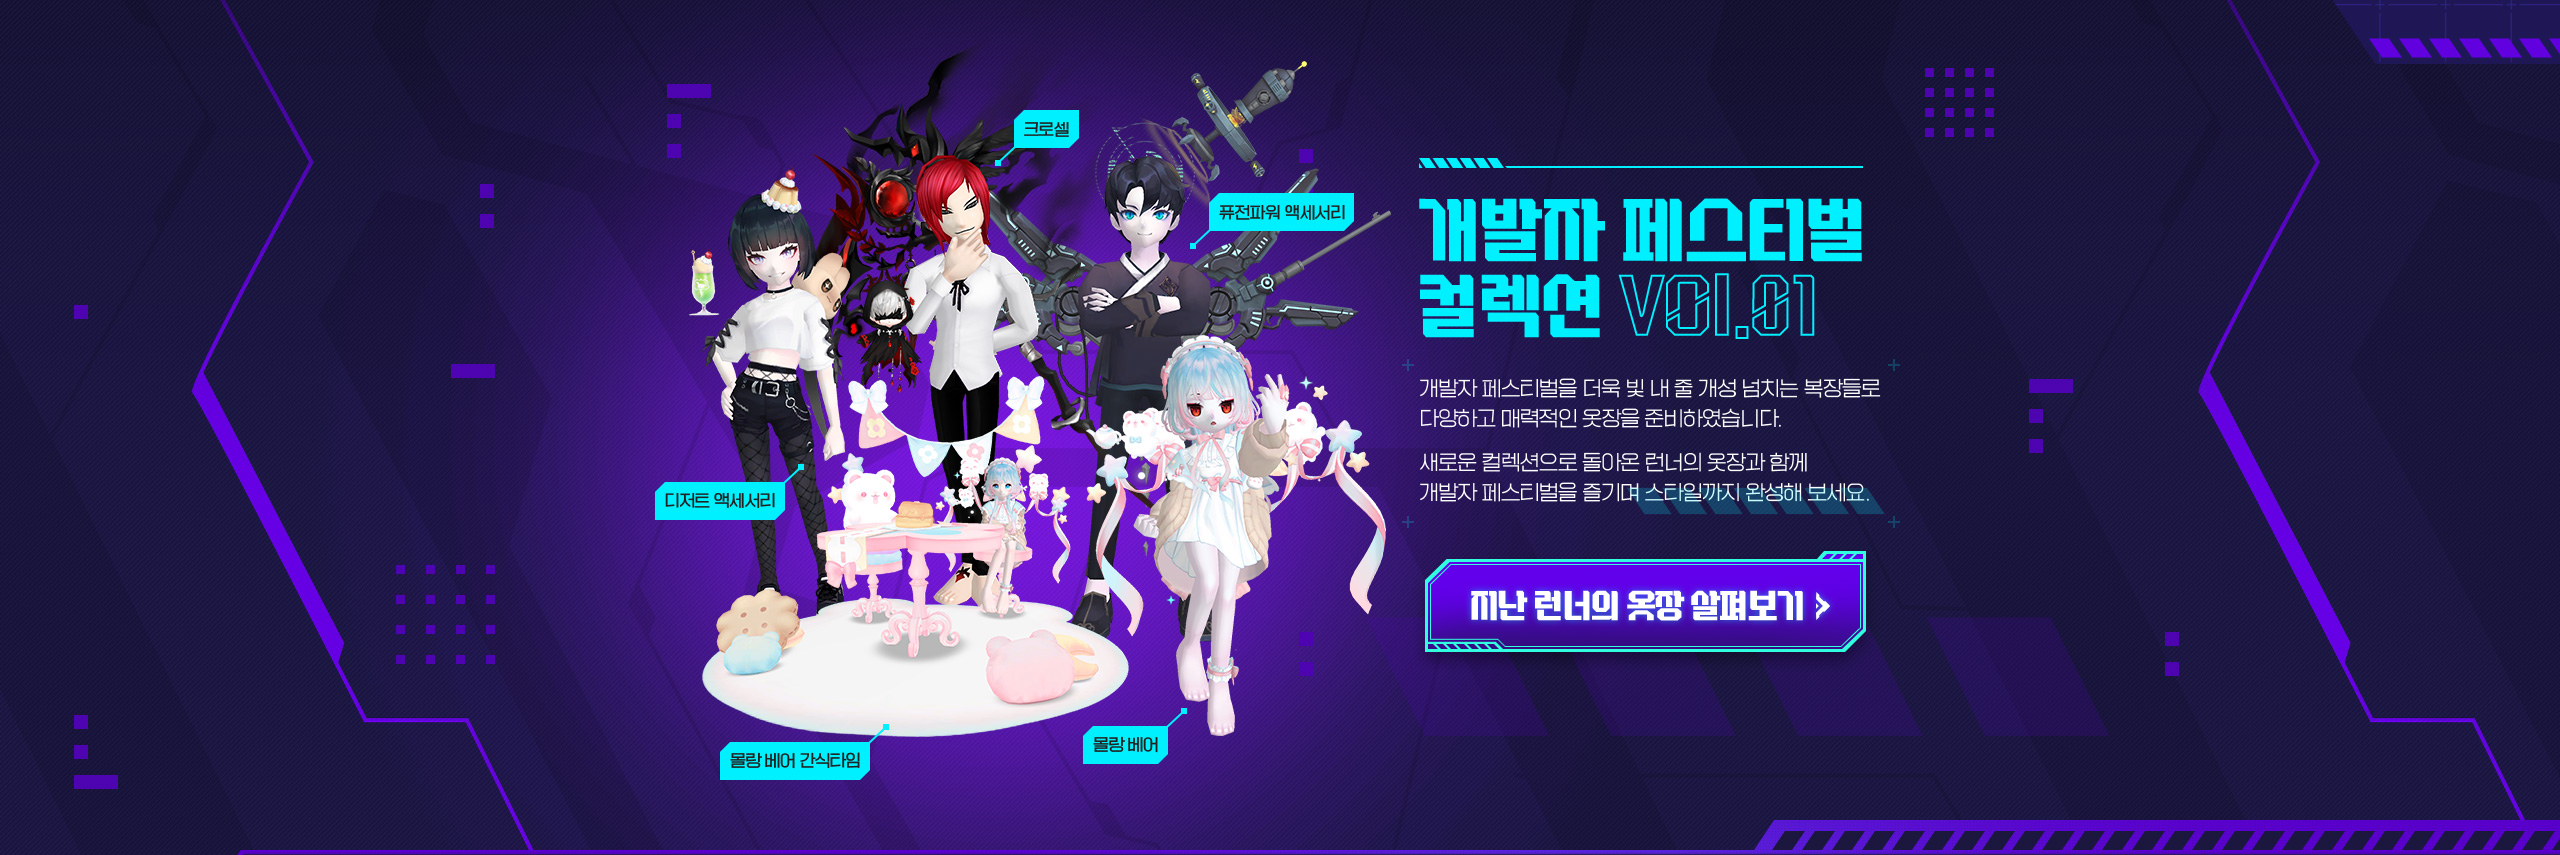 크로셀
퓨전파워 액세서리
디저트 액세서리
몰랑 베어 간식타임
몰랑 베어
개발자 페스티벌
컬렉션 VOL.01
개발자 페스티벌을 더욱 빛 내 줄 개성 넘치는 복장들로
다양하고 매력적인 옷장을 준비하였습니다.
새로운 컬렉션으로 돌아온 런너의 옷장과 함께
개발자 페스티벌을 즐기며 스타일까지 완성해 보세요.
지난 런너의 옷장 살펴보기 >